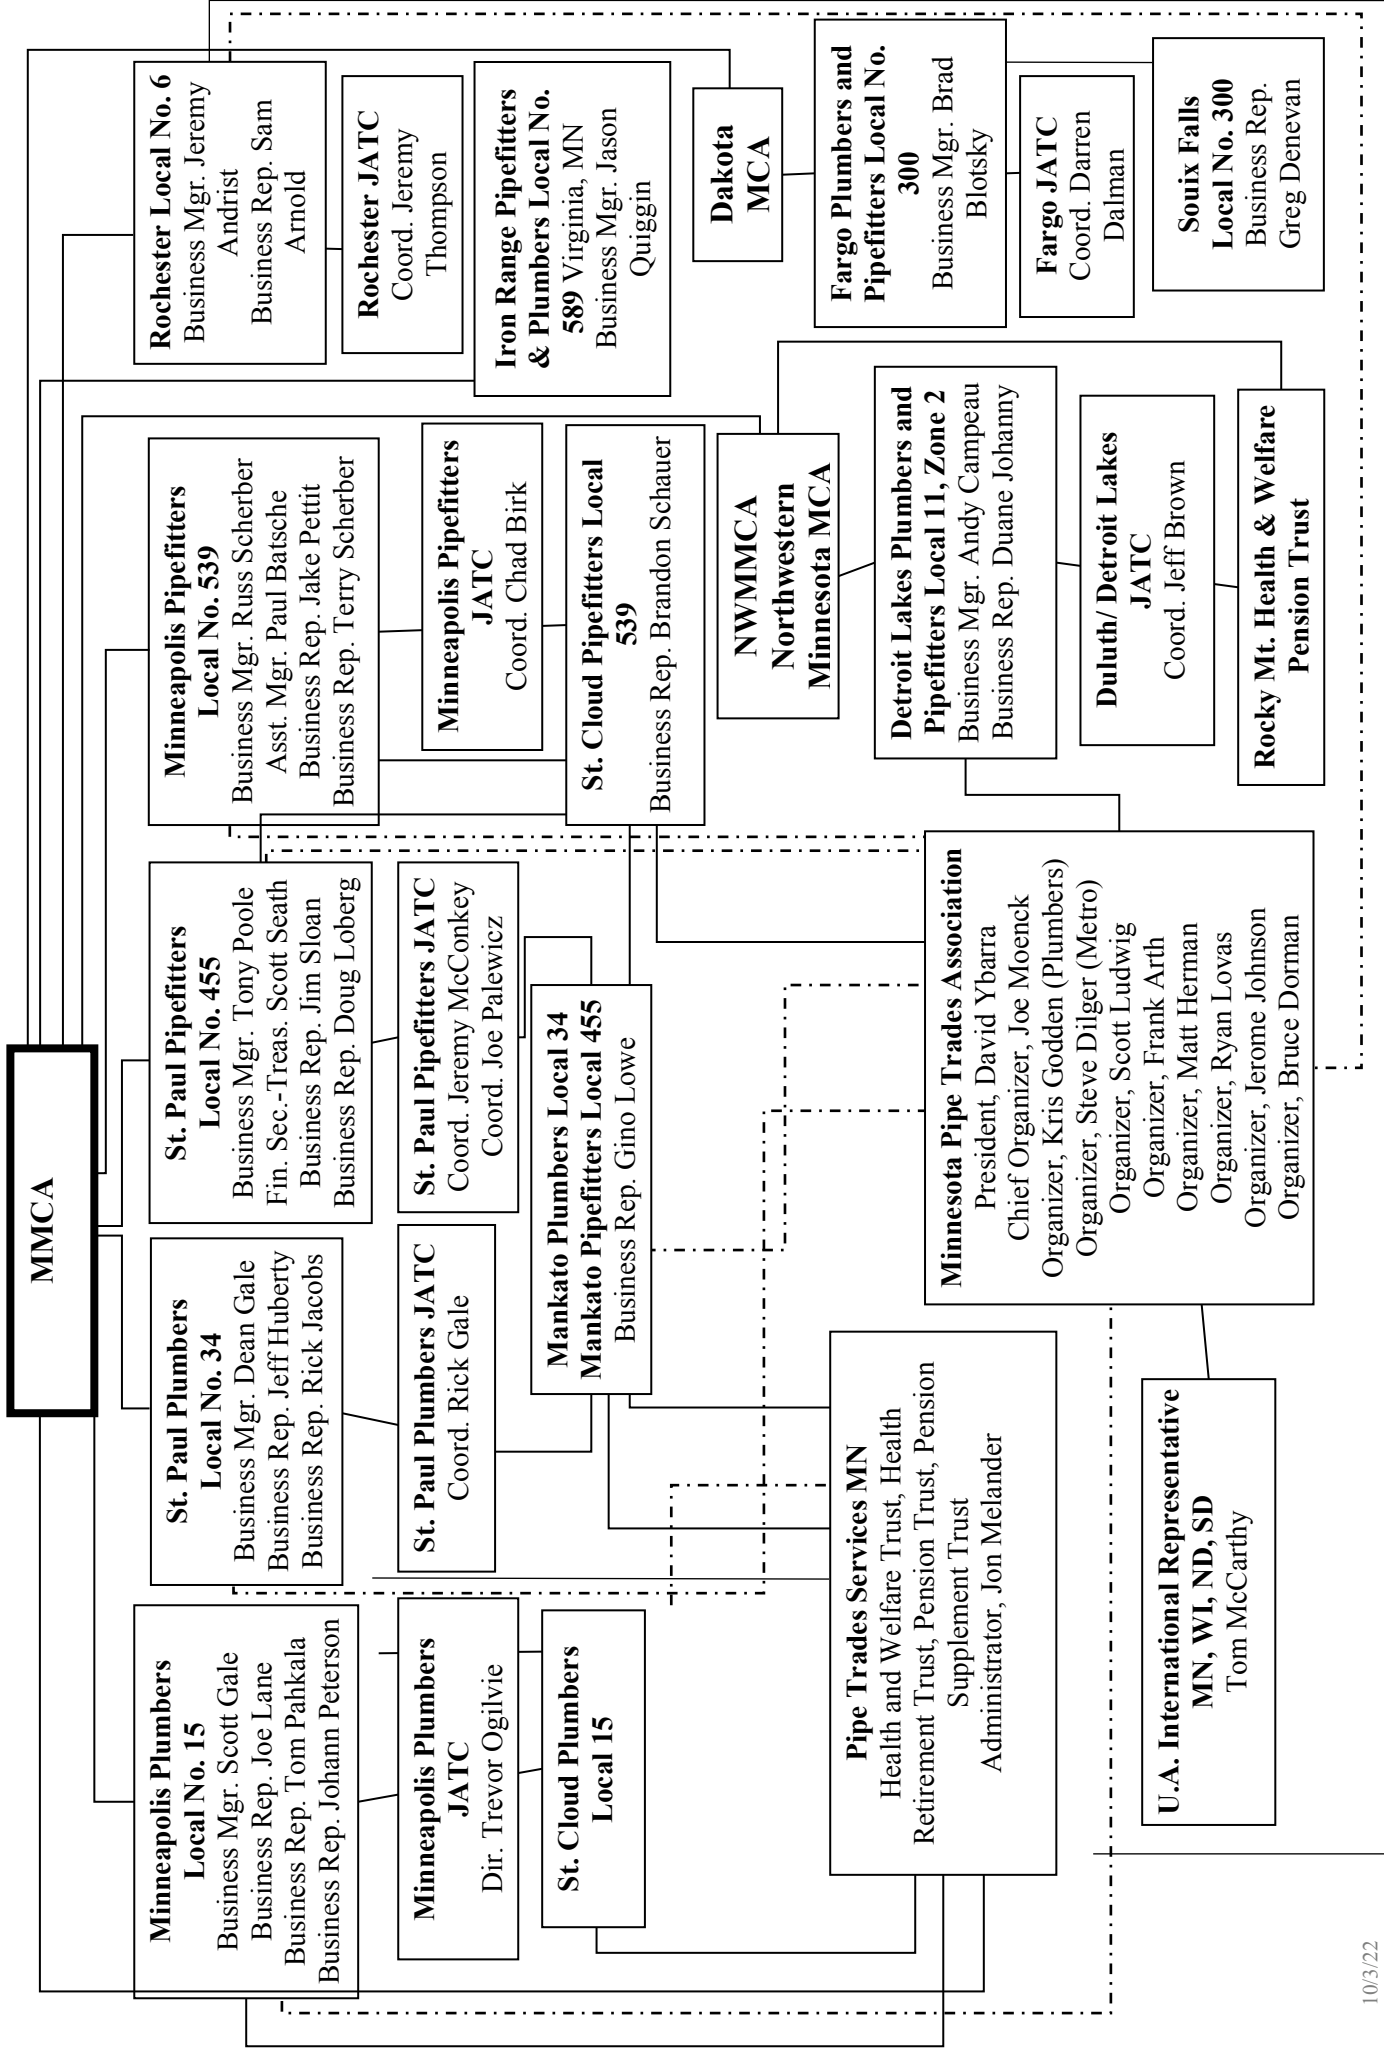 MMCA
Minneapolis Plumbers
Local No. 15
Business Mgr. Scott Gale
Business Rep. Joe Lane
Business Rep. Tom Pahkala
Business Rep. Johann Peterson
St. Paul Plumbers
Local No. 34
Business Mgr. Dean Gale
Business Rep. Jeff Huberty
Business Rep. Rick Jacobs
St. Paul Pipefitters
Local No. 455
Business Mgr. Tony Poole
Fin. Sec.-Treas. Scott Seath
Business Rep. Jim Sloan
Business Rep. Doug Loberg
Minneapolis Pipefitters
Local No. 539
Business Mgr. Russ Scherber
Asst. Mgr. Paul Batsche
Business Rep. Jake Pettit
Business Rep. Terry Scherber
Rochester Local No. 6
Business Mgr. Jeremy
Andrist
Business Rep. Sam
Arnold
Minneapolis Plumbers
JATC
Dir. Trevor Ogilvie
St. Paul Plumbers JATC
Coord. Rick Gale
St. Paul Pipefitters JATC
Coord. Jeremy McConkey
Coord. Joe Palewicz
Minneapolis Pipefitters
JATC
Coord. Chad Birk
Rochester JATC
Coord. Jeremy
Thompson
St. Cloud Plumbers
Local 15
Mankato Plumbers Local 34
Mankato Pipefitters Local 455
Business Rep. Gino Lowe
St. Cloud Pipefitters Local
539
Business Rep. Brandon Schauer
Iron Range Pipefitters
& Plumbers Local No.
589 Virginia, MN
Business Mgr. Jason
Quiggin
NWMMCA
Northwestern
Minnesota MCA
Dakota
MCA
Pipe Trades Services MN
Health and Welfare Trust, Health
Retirement Trust, Pension Trust, Pension
Supplement Trust
Administrator, Jon Melander
Minnesota Pipe Trades Association
President, David Ybarra
Chief Organizer, Joe Moenck
Organizer, Kris Godden (Plumbers)
Organizer, Steve Dilger (Metro)
Organizer, Scott Ludwig
Organizer, Frank Arth
Organizer, Matt Herman
Organizer, Ryan Lovas
Organizer, Jerome Johnson
Organizer, Bruce Dorman
Detroit Lakes Plumbers and
Pipefitters Local 11, Zone 2
Business Mgr. Andy Campeau
Business Rep. Duane Johanny
Fargo Plumbers and
Pipefitters Local No.
300
Business Mgr. Brad
Blotsky
Duluth/ Detroit Lakes
JATC
Coord. Jeff Brown
Fargo JATC
Coord. Darren
Dalman
U.A. International Representative
MN, WI, ND, SD
Tom McCarthy
Rocky Mt. Health & Welfare
Pension Trust
Souix Falls
Local No. 300
Business Rep.
Greg Denevan
10/3/22